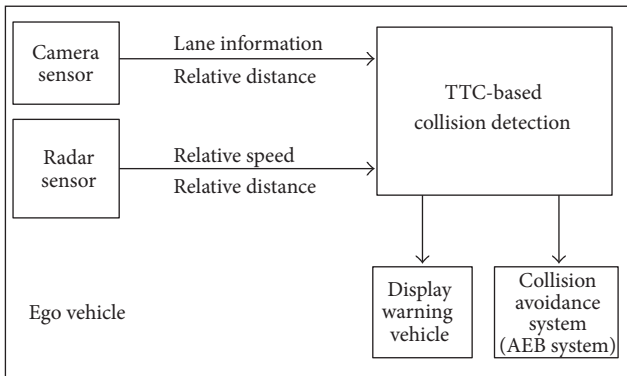 Camera
sensor
Lane information
Relative distance
TTC-based
collision detection
Radar
sensor
Relative speed
Relative distance
Ego vehicle
Display
warning
vehicle
Collision
avoidance
system
(AEB system)